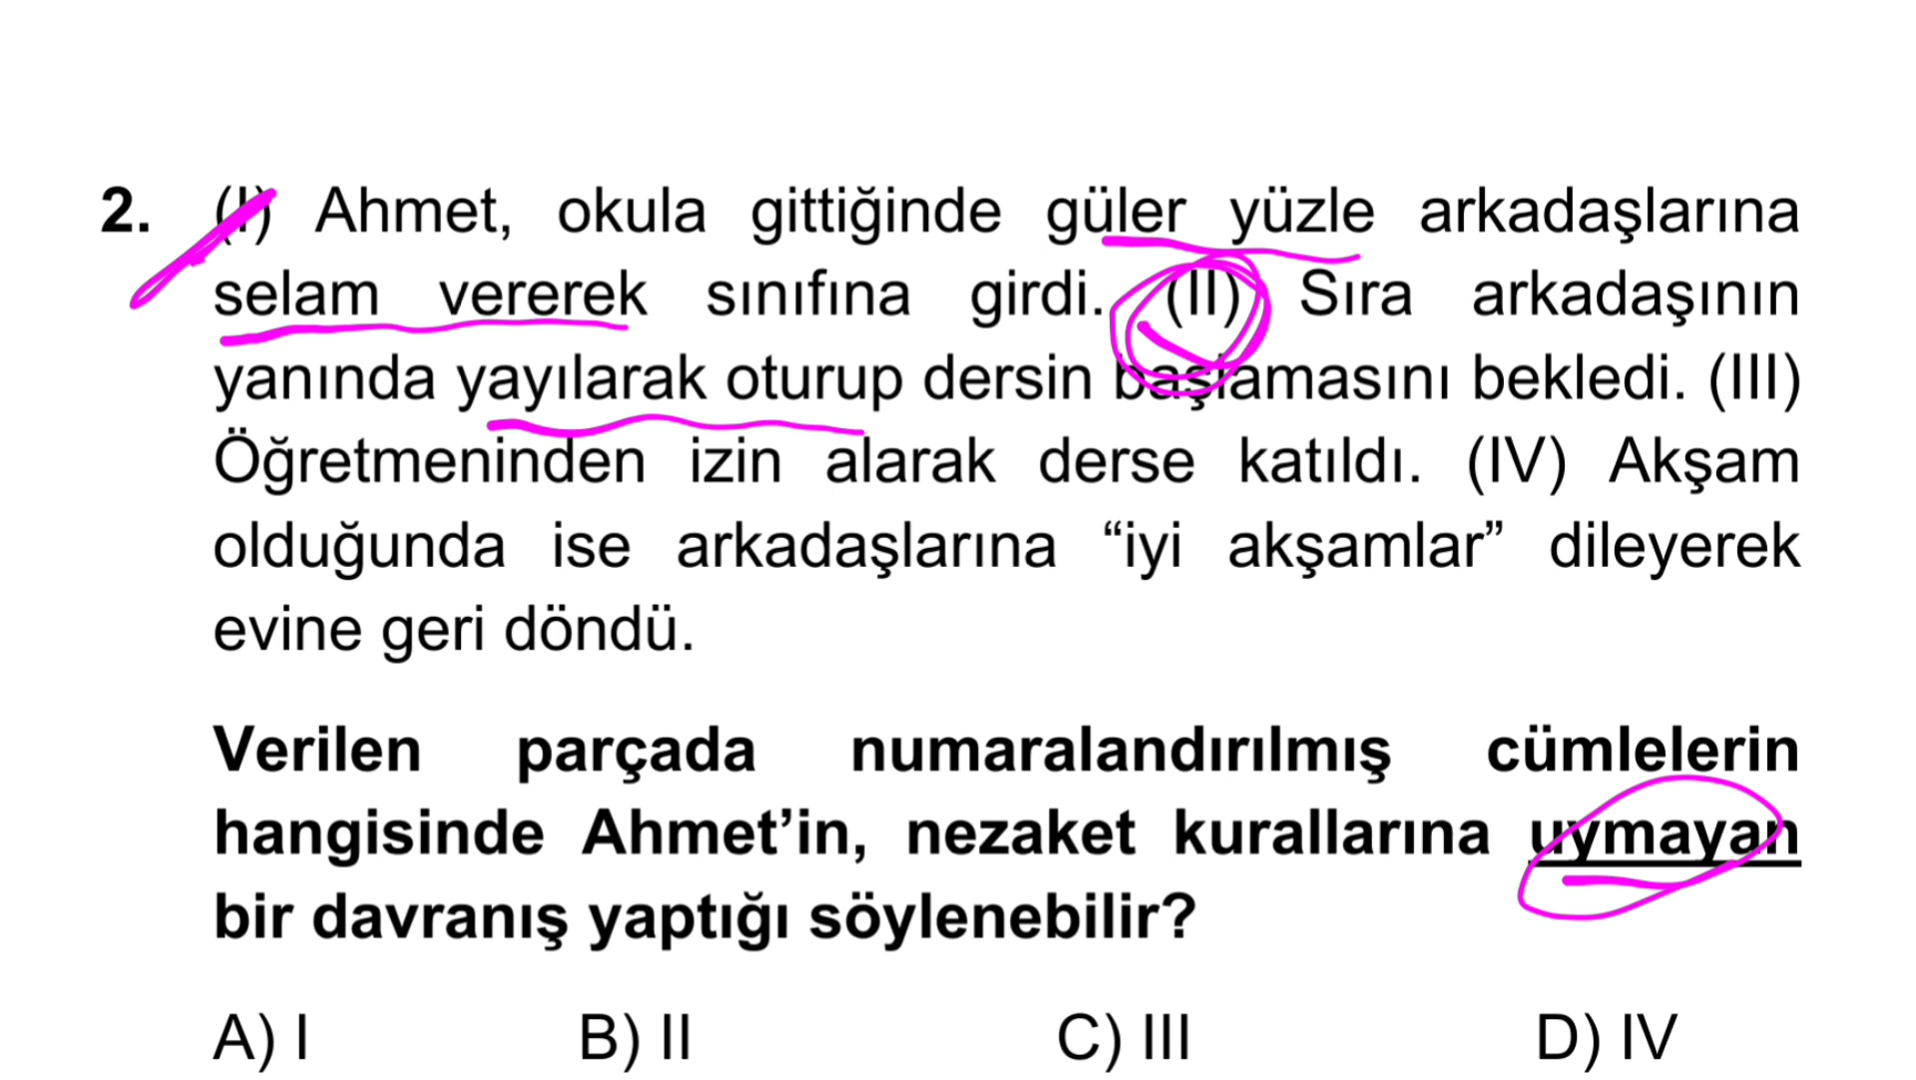 2. (I) Ahmet, okula gittiğinde güler yüzle arkadaşlarına
selam vererek sınıfına girdi. (II) Sıra arkadaşının
yanında yayılarak oturup dersin başlamasını bekledi. (III)
Öğretmeninden izin alarak derse katıldı. (IV) Akşam
olduğunda ise arkadaşlarına “iyi akşamlar” dileyerek
evine geri döndü.
Verilen parçada numaralandırılmış cümlelerin
hangisinde Ahmet’in, nezaket kurallarına uymayan
bir davranış yaptığı söylenebilir?
A) I B) II C) III D) IV